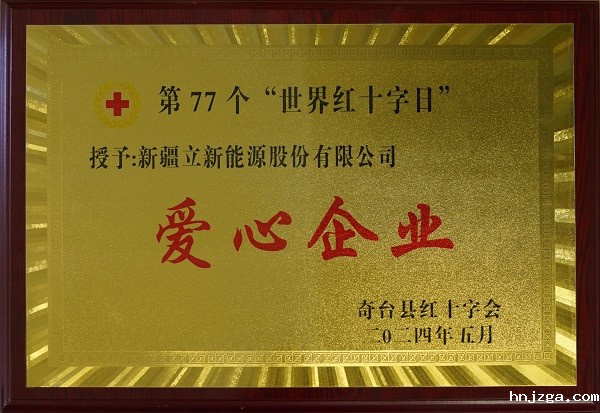 第77个“世界红十字日”
授予:新疆立新能源股份有限公司
爱心企业
奇台县红十字会
二0二四年五月
hnjzga.com